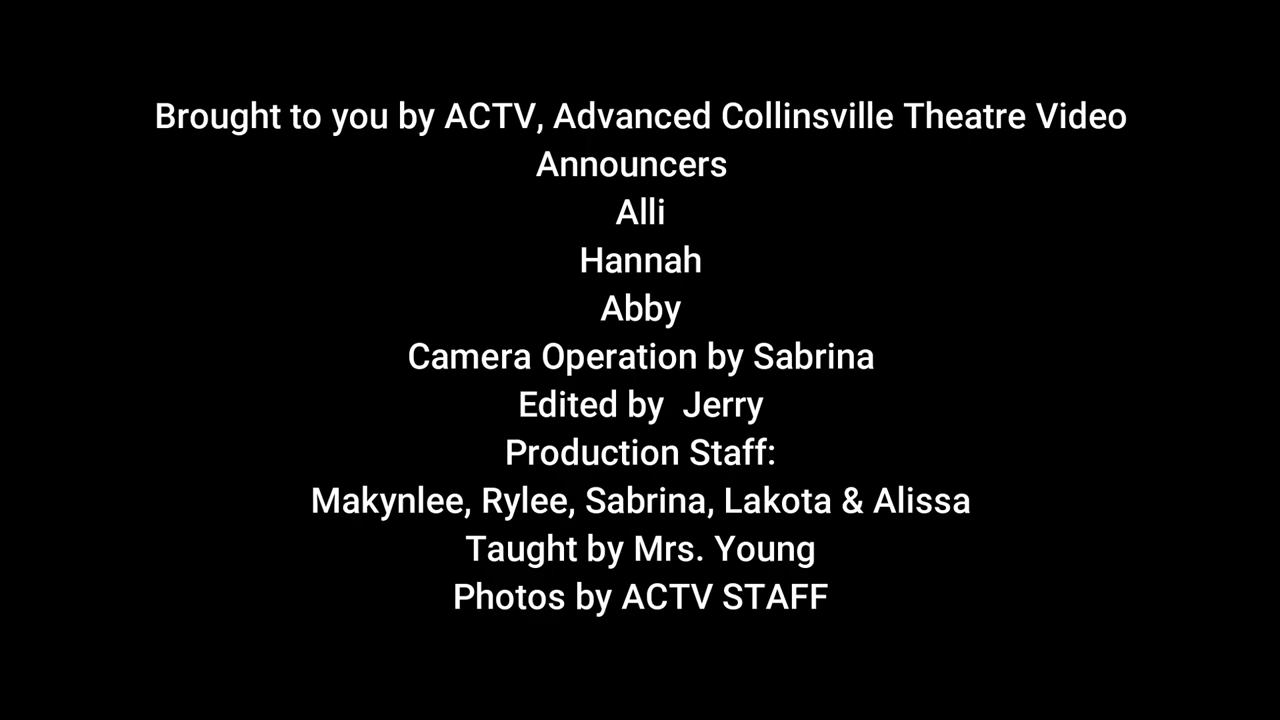 Brought to you by ACTV, Advanced Collinsville Theatre Video
Announcers
Alli
Hannah
Abby
Camera Operation by Sabrina
Edited by  Jerry
Production Staff:
Makynlee, Rylee, Sabrina, Lakota & Alissa
Taught by Mrs. Young
Photos by ACTV STAFF